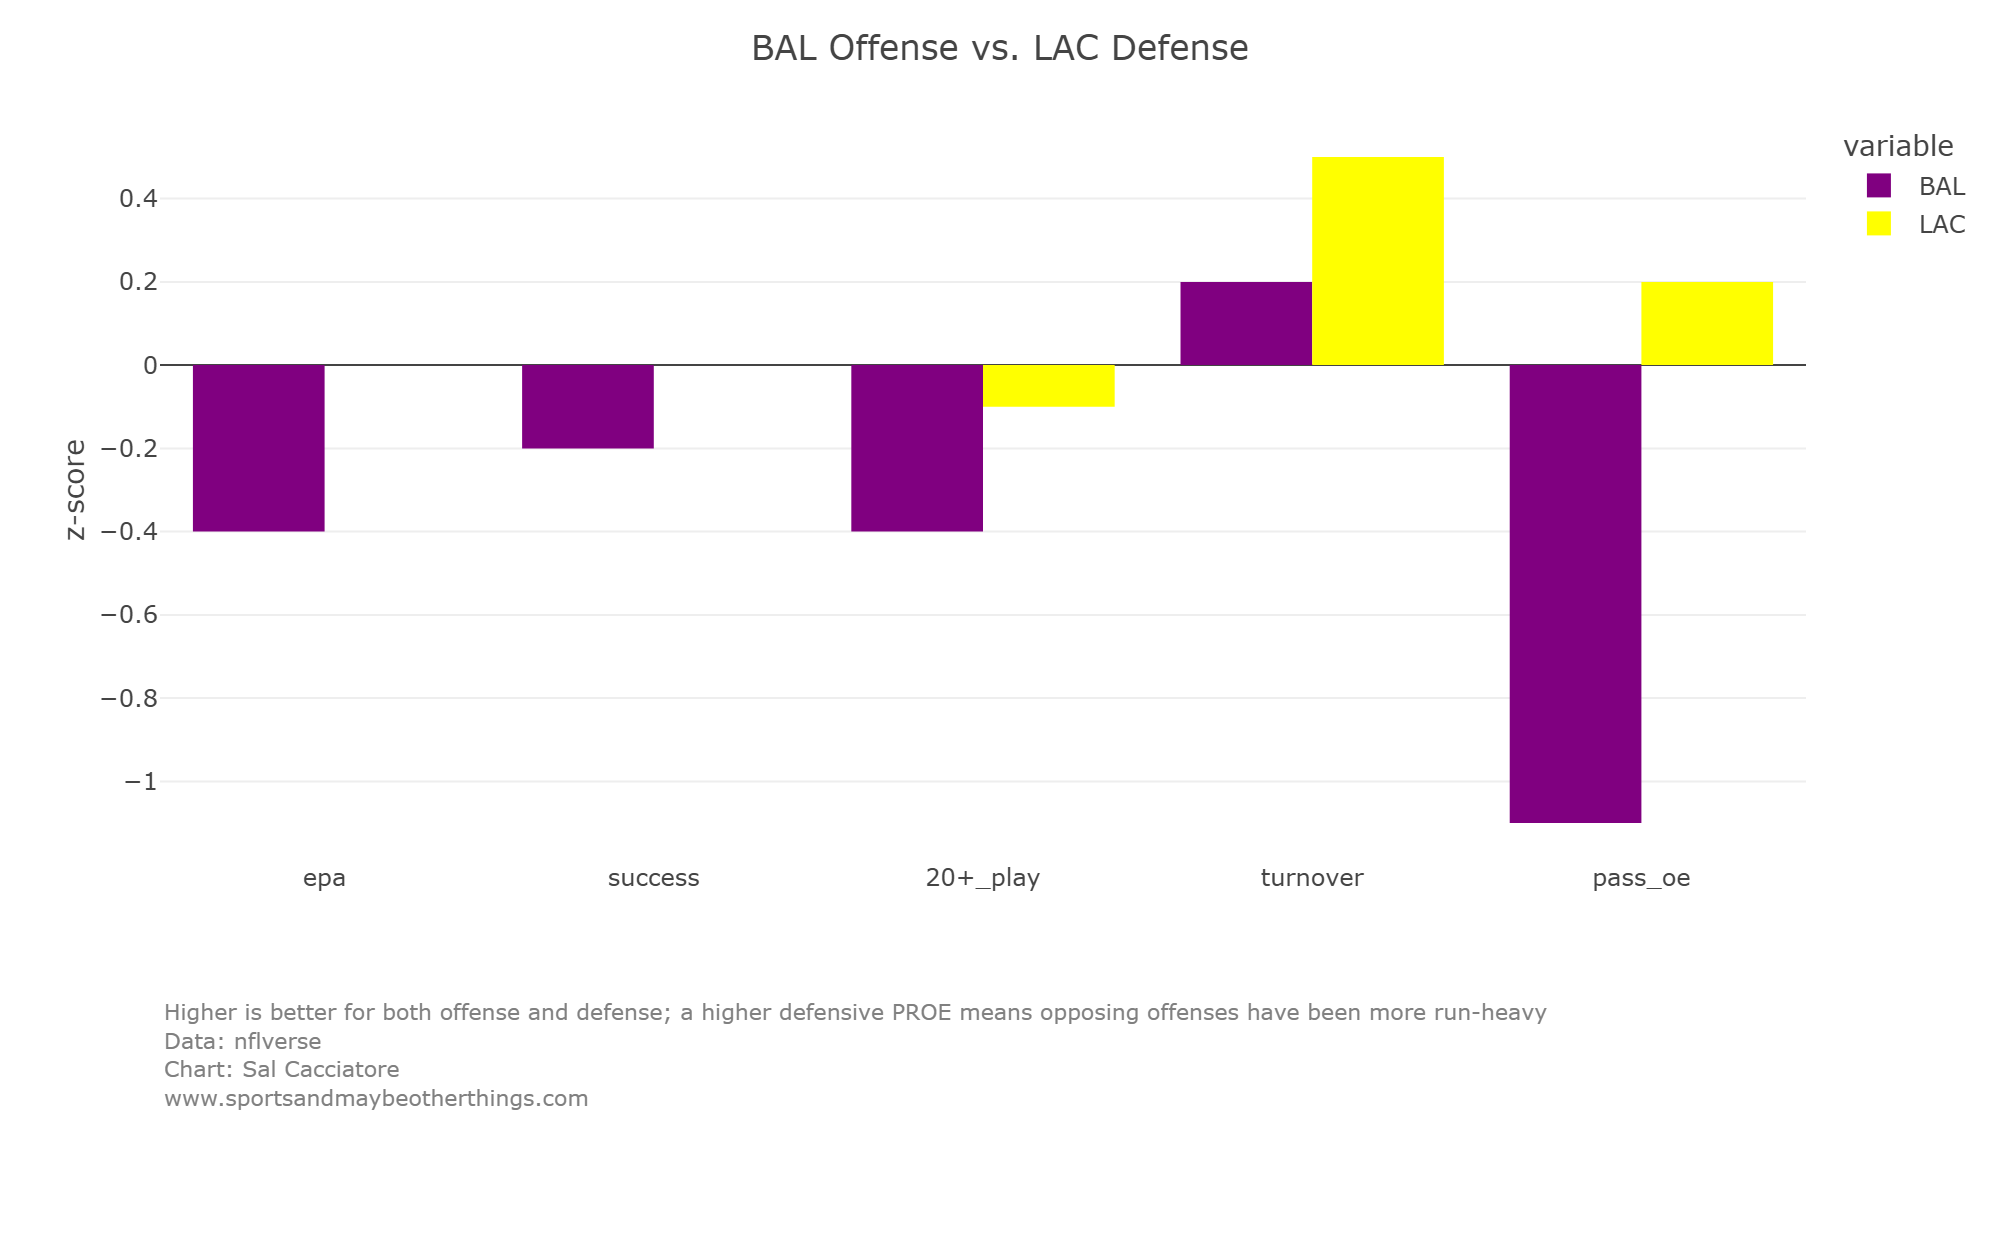 BAL Offense vs. LAC Defense
variable
BAL
LAC
0.4
0.2
0
−0.2
−0.4
−0.6
−0.8
−1
z-score
epa
success
20+_play
turnover
pass_oe
Higher is better for both offense and defense; a higher defensive PROE means opposing offenses have been more run-heavy
Data: nflverse
Chart: Sal Cacciatore
www.sportsandmaybeotherthings.com